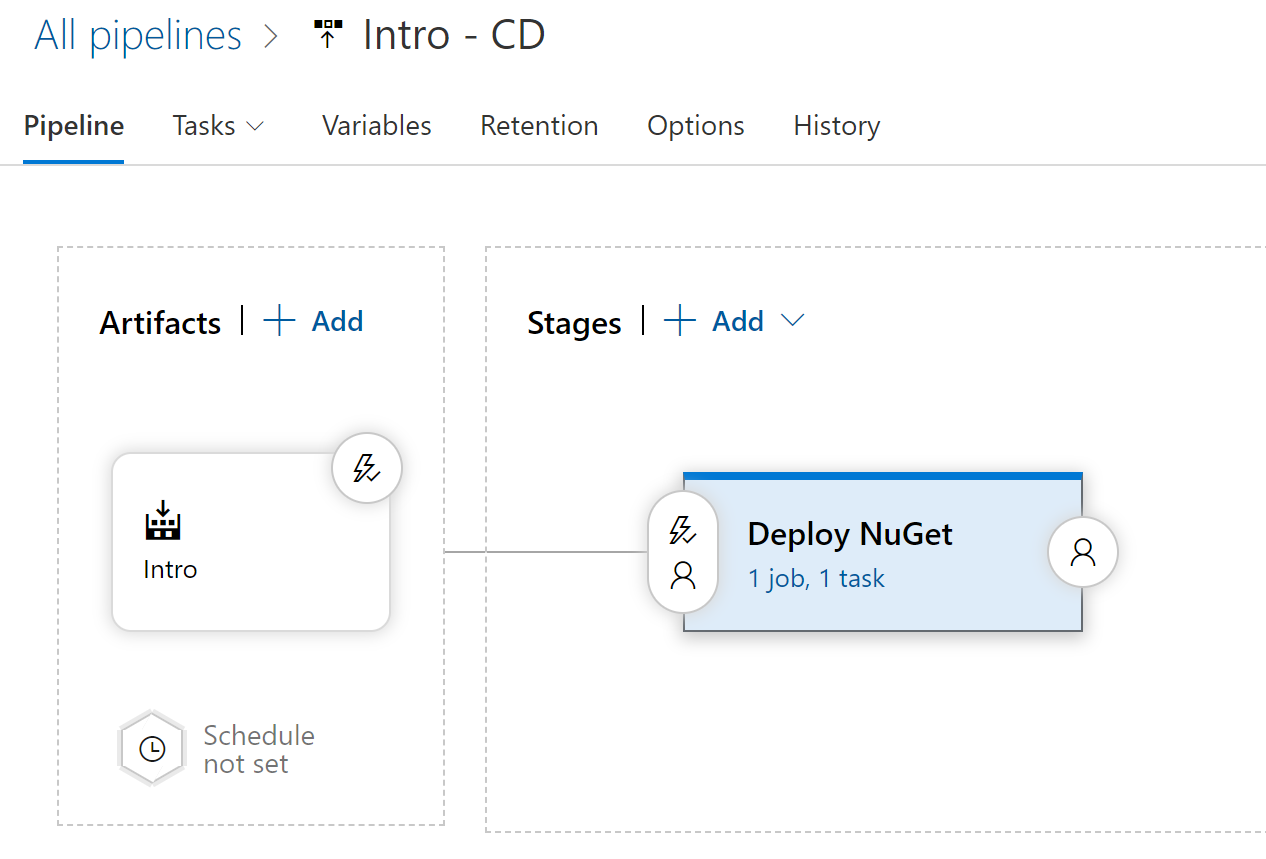 All pipelines > Intro - CD
Pipeline Tasks Variables Retention Options History
Artifacts | + Add
Stages | + Add
Intro
Deploy NuGet
1 job, 1 task
Schedule
not set